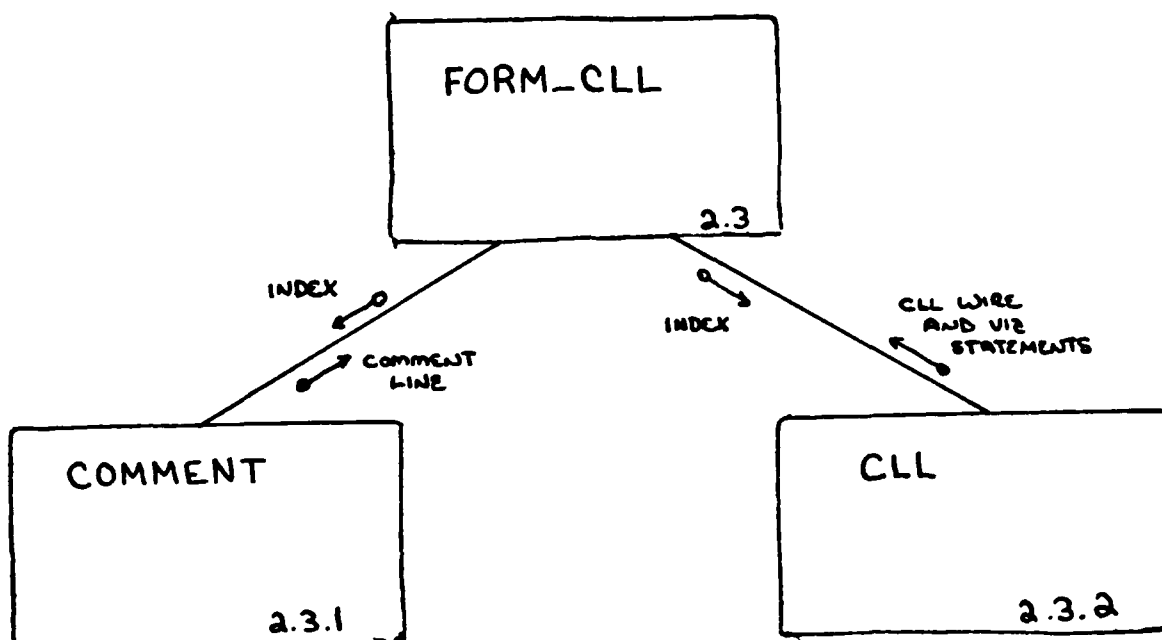 FORM_CLL
2.3
INDEX
COMMENT
LINE
INDEX
CLL WIRE
AND VIZ
STATEMENTS
COMMENT
2.3.1
CLL
2.3.2